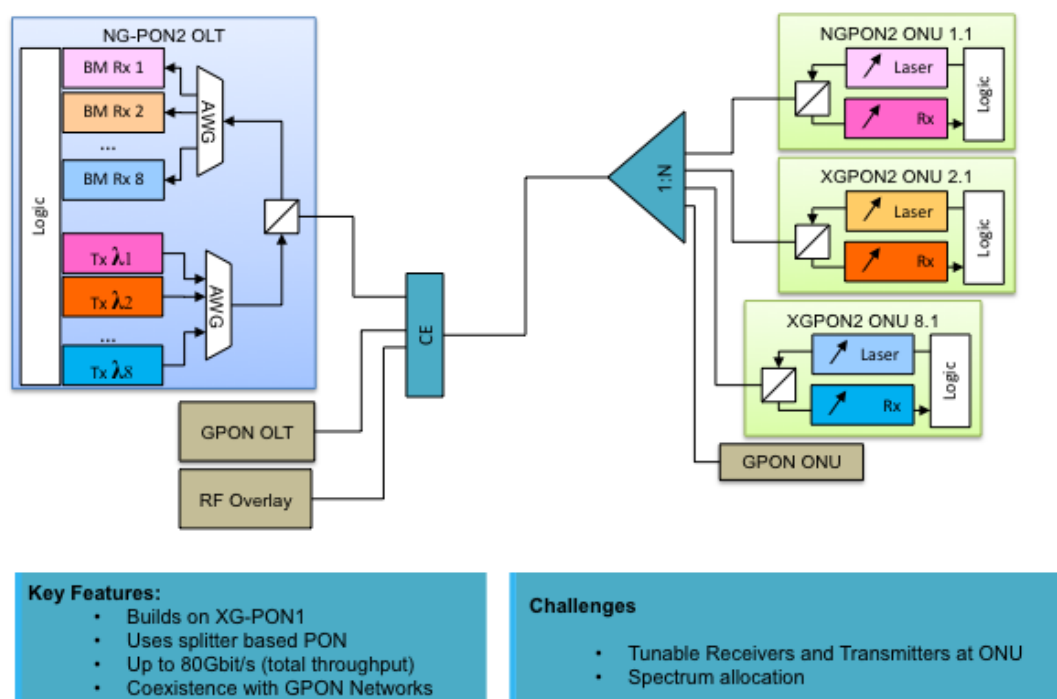 NG-PON2 OLT
Logic
BM Rx 1
BM Rx 2
...
BM Rx 8
AWG
Tx λ1
Tx λ2
...
Tx λ8
AWG
GPON OLT
RF Overlay
CE
1:N
NGPON2 ONU 1.1
Laser
Rx
Logic
XGPON2 ONU 2.1
Laser
Rx
Logic
XGPON2 ONU 8.1
Laser
Rx
Logic
GPON ONU
Key Features:
• Builds on XG-PON1
• Uses splitter based PON
• Up to 80Gbit/s (total throughput)
• Coexistence with GPON Networks
Challenges
• Tunable Receivers and Transmitters at ONU
• Spectrum allocation